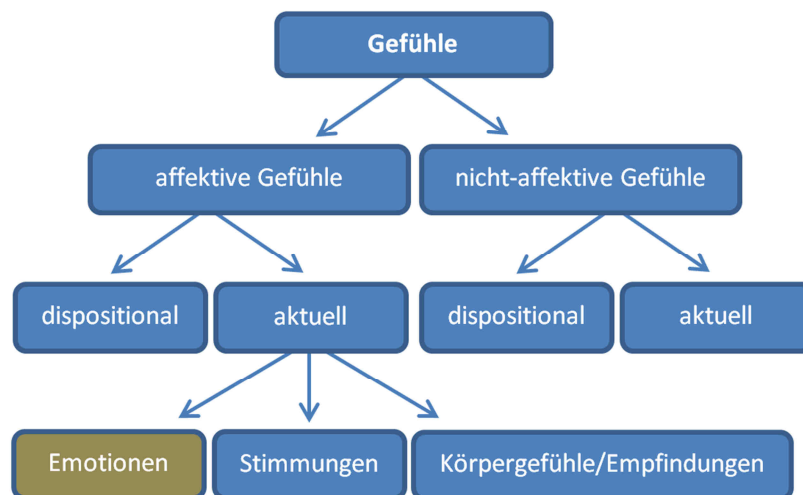 Gefühle
affektive Gefühle
nicht-affektive Gefühle
dispositional
aktuell
dispositional
aktuell
Emotionen
Stimmungen
Körpergefühle/Empfindungen